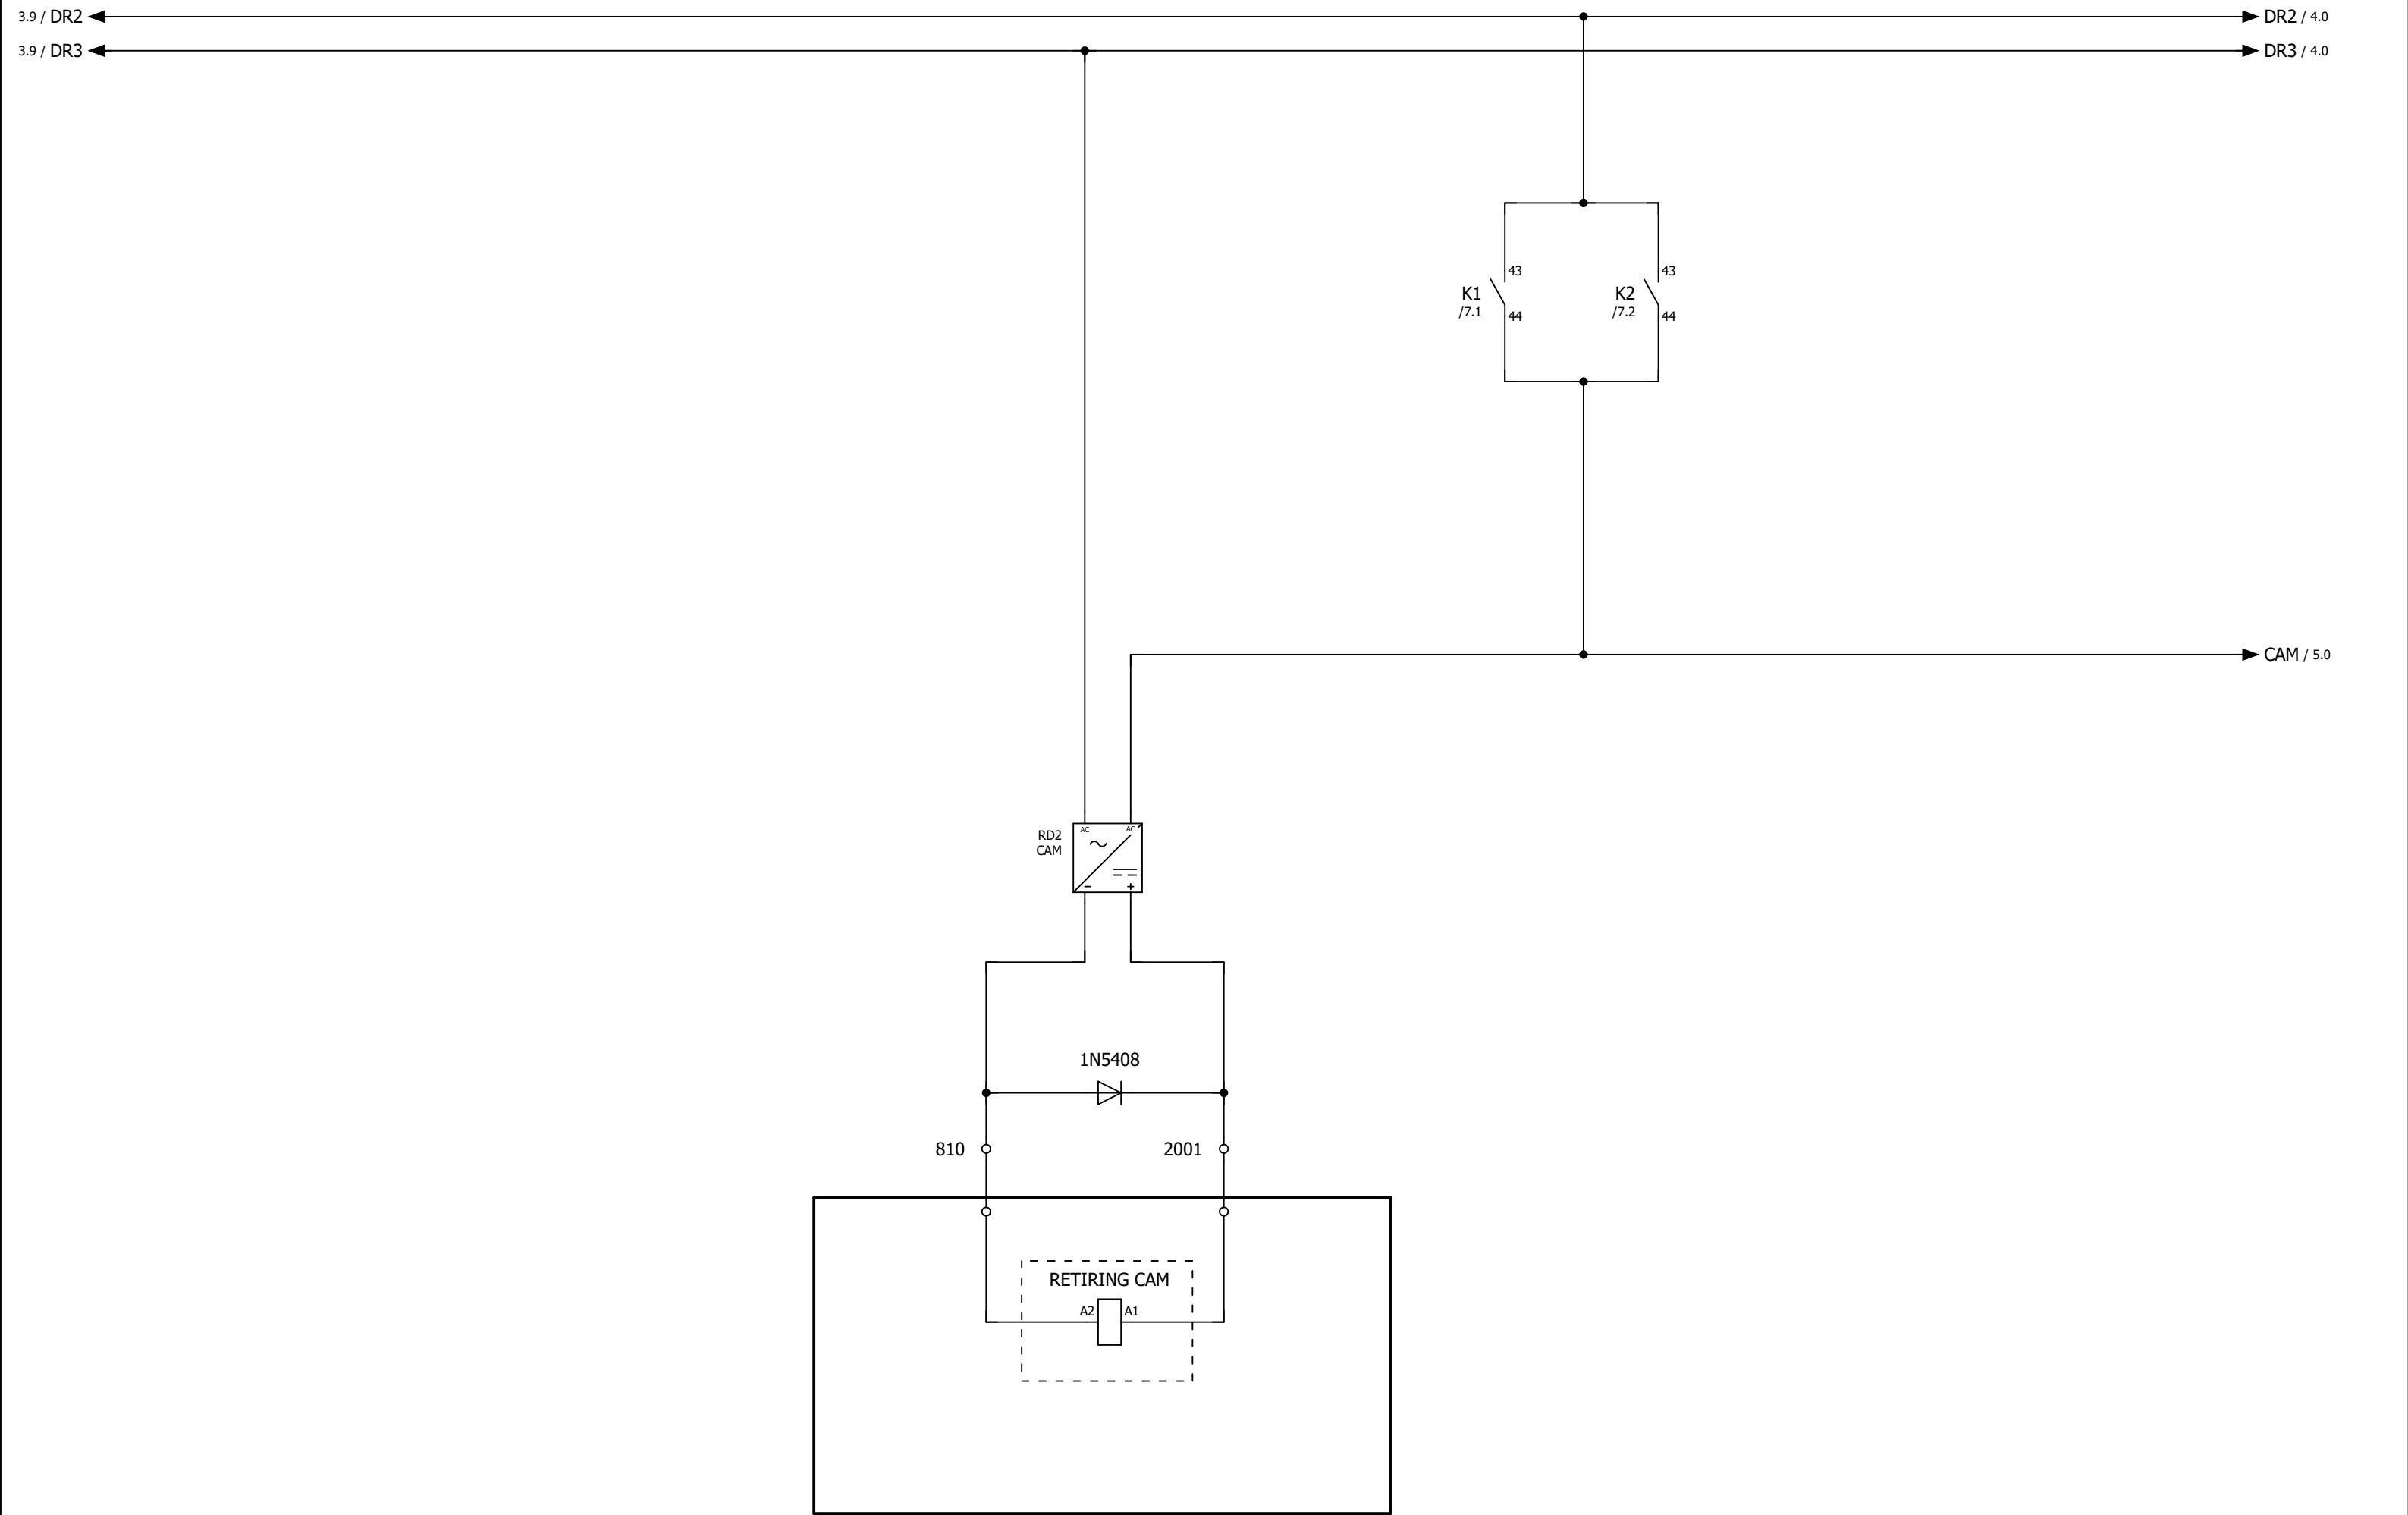 3.9 / DR2
DR2 / 4.0
3.9 / DR3
DR3 / 4.0
43
43
K1
K2
/7.1
/7.2
44
44
CAM / 5.0
AC
AC
RD2
CAM
-
+
1N5408
810
2001
RETIRING CAM
A2
A1